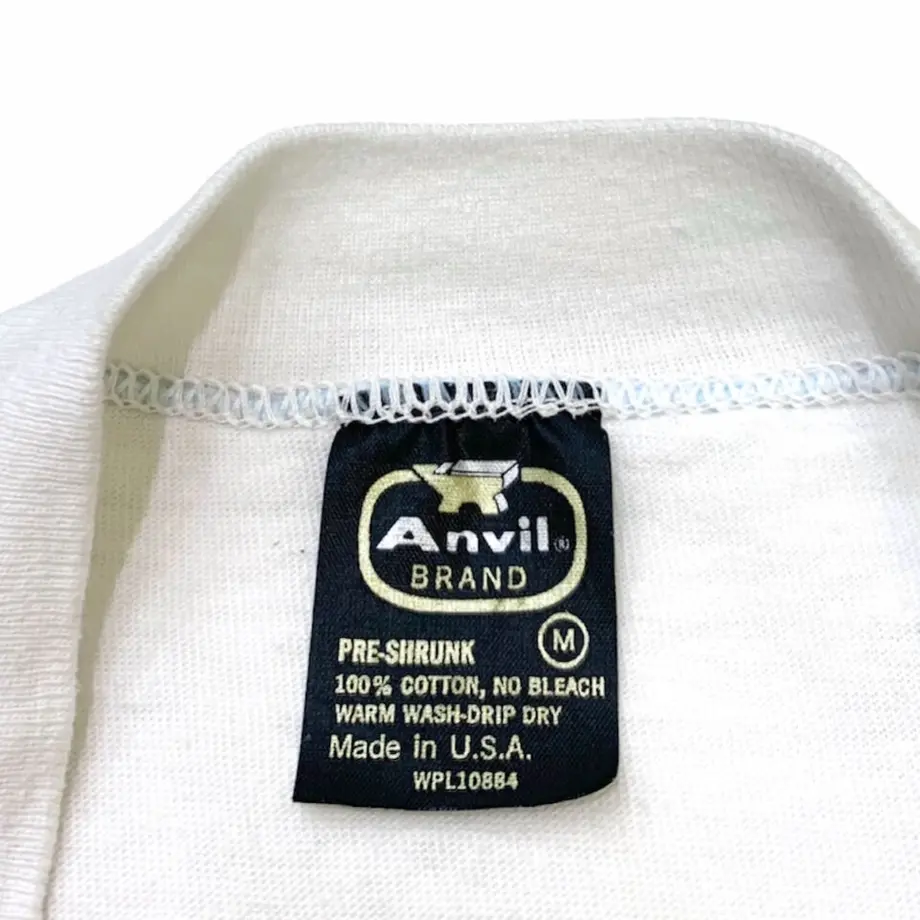 Anvil®
BRAND
M
PRE-SHRUNK
100% COTTON, NO BLEACH
WARM WASH-DRIP DRY
Made in U.S.A.
WPL10884